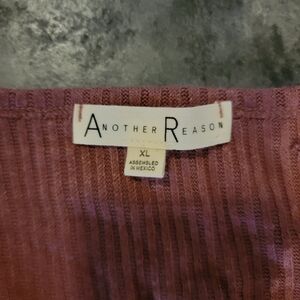 ANOTHER REASON
XL
ASSEMBLED
IN MEXICO